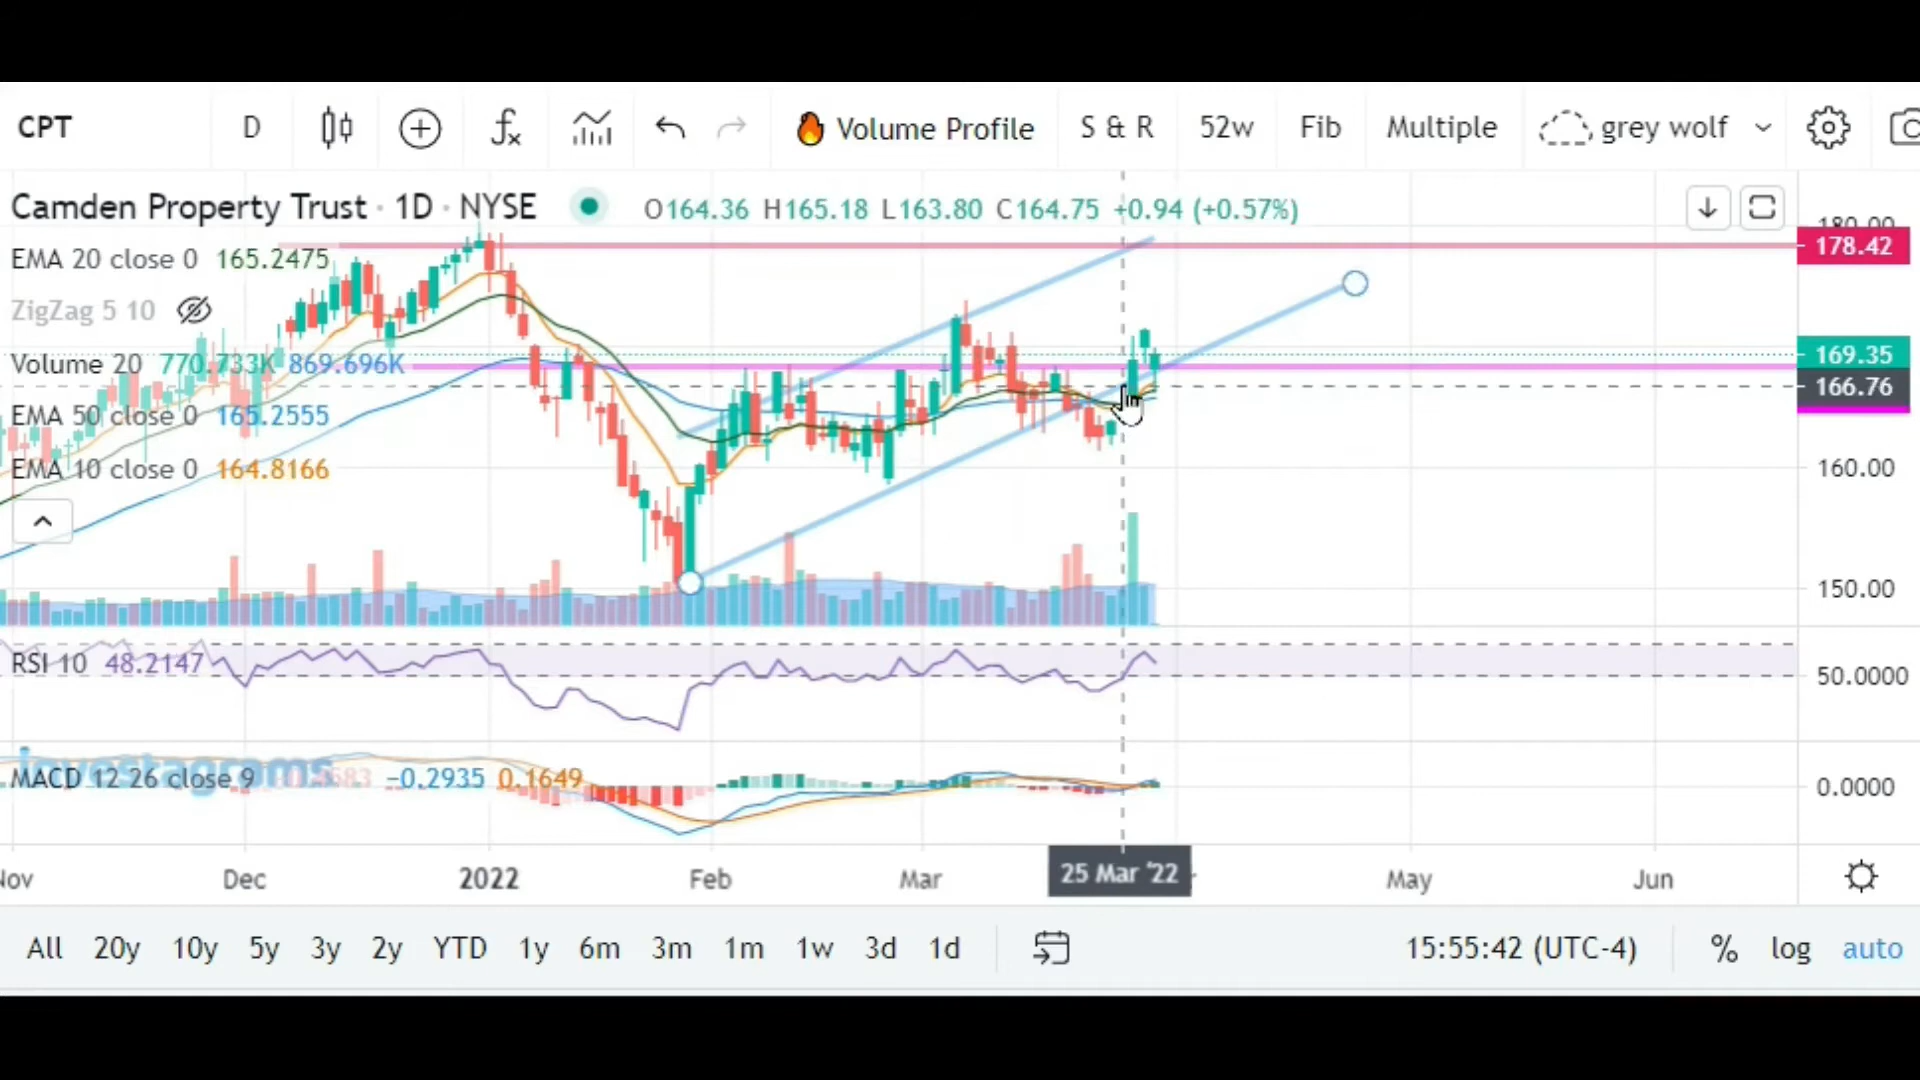 CPT D Volume Profile S & R 52w Fib Multiple grey wolf
Camden Property Trust · 1D · NYSE O164.36 H165.18 L163.80 C164.75 +0.94 (+0.57%)
180.00
178.42
EMA 20 close 0 165.2475
ZigZag 5 10
Volume 20 770.733K 869.696K
169.35
166.76
EMA 50 close 0 165.2555
EMA 10 close 0 164.8166
160.00
150.00
RSI 10 48.2147
50.0000
investagrams
MACD 12 26 close 9 −0.2935 0.1649
0.0000
Nov Dec 2022 Feb Mar 25 Mar '22 May Jun
All 20y 10y 5y 3y 2y YTD 1y 6m 3m 1m 1w 3d 1d 15:55:42 (UTC-4) % log auto